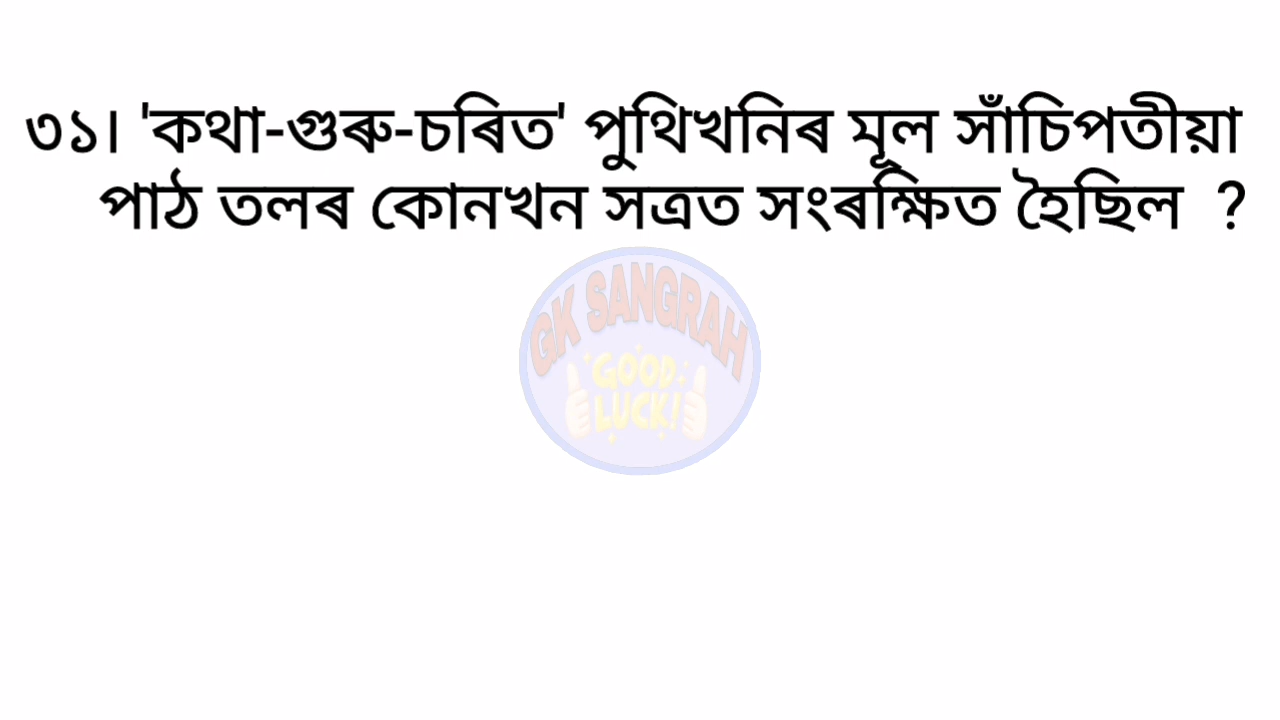 ৩১। 'কথা-গুৰু-চৰিত' পুথিখনিৰ মূল সাঁচিপতীয়া
পাঠ তলৰ কোনখন সত্ৰত সংৰক্ষিত হৈছিল ?
GK SANGRAH
GOOD
LUCK!